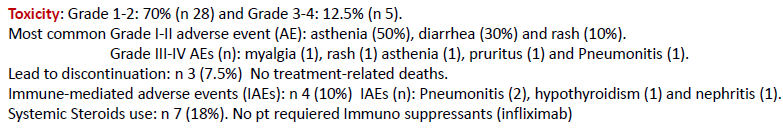 Toxicity: Grade 1-2: 70% (n 28) and Grade 3-4: 12.5% (n 5).
Most common Grade I-II adverse event (AE): asthenia (50%), diarrhea (30%) and rash (10%).
Grade III-IV AEs (n): myalgia (1), rash (1) asthenia (1), pruritus (1) and Pneumonitis (1).
Lead to discontinuation: n 3 (7.5%)  No treatment-related deaths.
Immune-mediated adverse events (IAEs): n 4 (10%)  IAEs (n): Pneumonitis (2), hypothyroidism (1) and nephritis (1).
Systemic Steroids use: n 7 (18%). No pt requiered Immuno suppressants (infliximab)